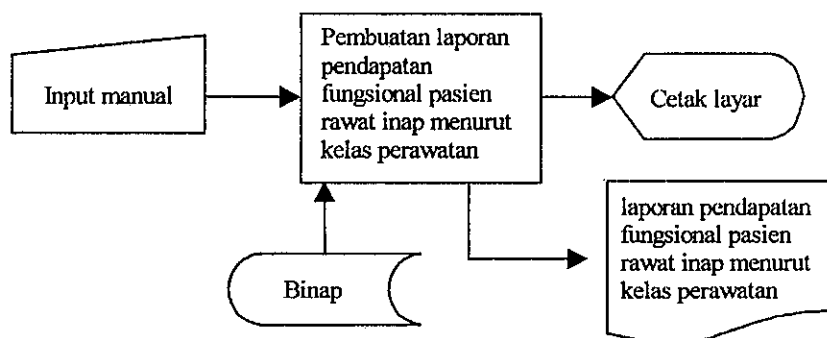 Input manual
Pembuatan laporan
pendapatan
fungsional pasien
rawat inap menurut
kelas perawatan
Cetak layar
Binap
laporan pendapatan
fungsional pasien
rawat inap menurut
kelas perawatan